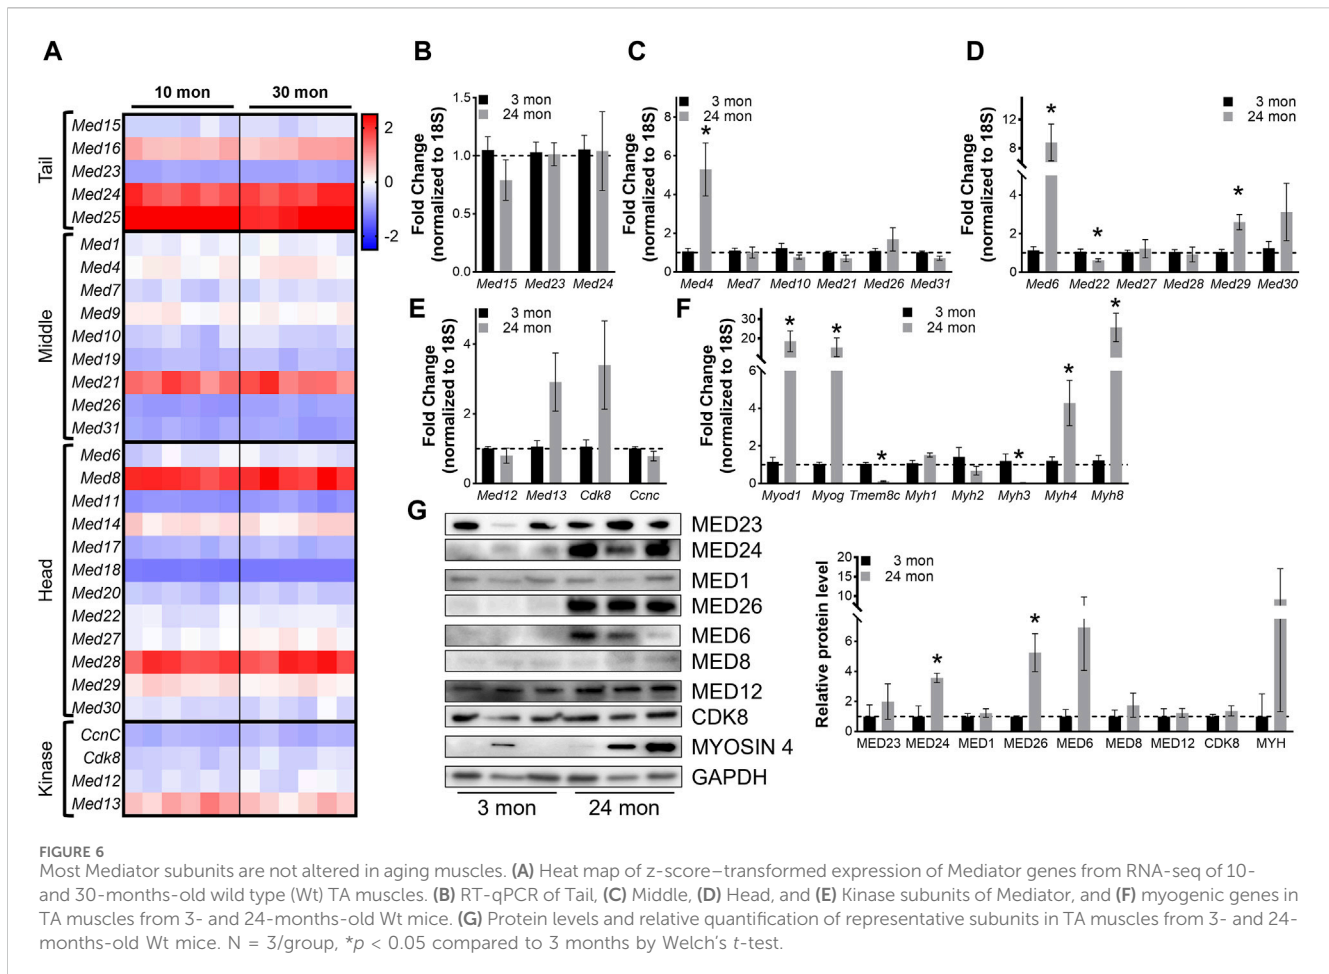 A
10 mon 30 mon
Tail
Med15
Med16
Med23
Med24
Med25
Middle
Med1
Med4
Med7
Med9
Med10
Med19
Med21
Med26
Med31
Head
Med6
Med8
Med11
Med14
Med17
Med18
Med20
Med22
Med27
Med28
Med29
Med30
Kinase
CcnC
Cdk8
Med12
Med13
2
0
-2
B
Fold Change
(normalized to 18S)
1.5
1.0
0.5
0.0
3 mon
24 mon
Med15 Med23 Med24
*
C
Fold Change
(normalized to 18S)
8
6
4
2
0
3 mon
24 mon
*
Med4 Med7 Med10 Med21 Med26 Med31
D
Fold Change
(normalized to 18S)
12
8
4
2
0
3 mon
24 mon
* * *
Med6 Med22 Med27 Med28 Med29 Med30
E
Fold Change
(normalized to 18S)
6
4
2
0
3 mon
24 mon
Med12 Med13 Cdk8 Ccnc
F
Fold Change
(normalized to 18S)
30
20
10
6
4
2
0
3 mon
24 mon
* * * * * *
Myod1 Myog Tmem8c Myh1 Myh2 Myh3 Myh4 Myh8
G
MED23
MED24
MED1
MED26
MED6
MED8
MED12
CDK8
MYOSIN 4
GAPDH
3 mon 24 mon
Relative protein level
20
15
10
6
4
2
0
3 mon
24 mon
* *
MED23 MED24 MED1 MED26 MED6 MED8 MED12 CDK8 MYH
FIGURE 6
Most Mediator subunits are not altered in aging muscles. (A) Heat map of z-score–transformed expression of Mediator genes from RNA-seq of 10-
and 30-months-old wild type (Wt) TA muscles. (B) RT-qPCR of Tail, (C) Middle, (D) Head, and (E) Kinase subunits of Mediator, and (F) myogenic genes in
TA muscles from 3- and 24-months-old Wt mice. (G) Protein levels and relative quantification of representative subunits in TA muscles from 3- and 24-
months-old Wt mice. N = 3/group, *p < 0.05 compared to 3 months by Welch's t-test.